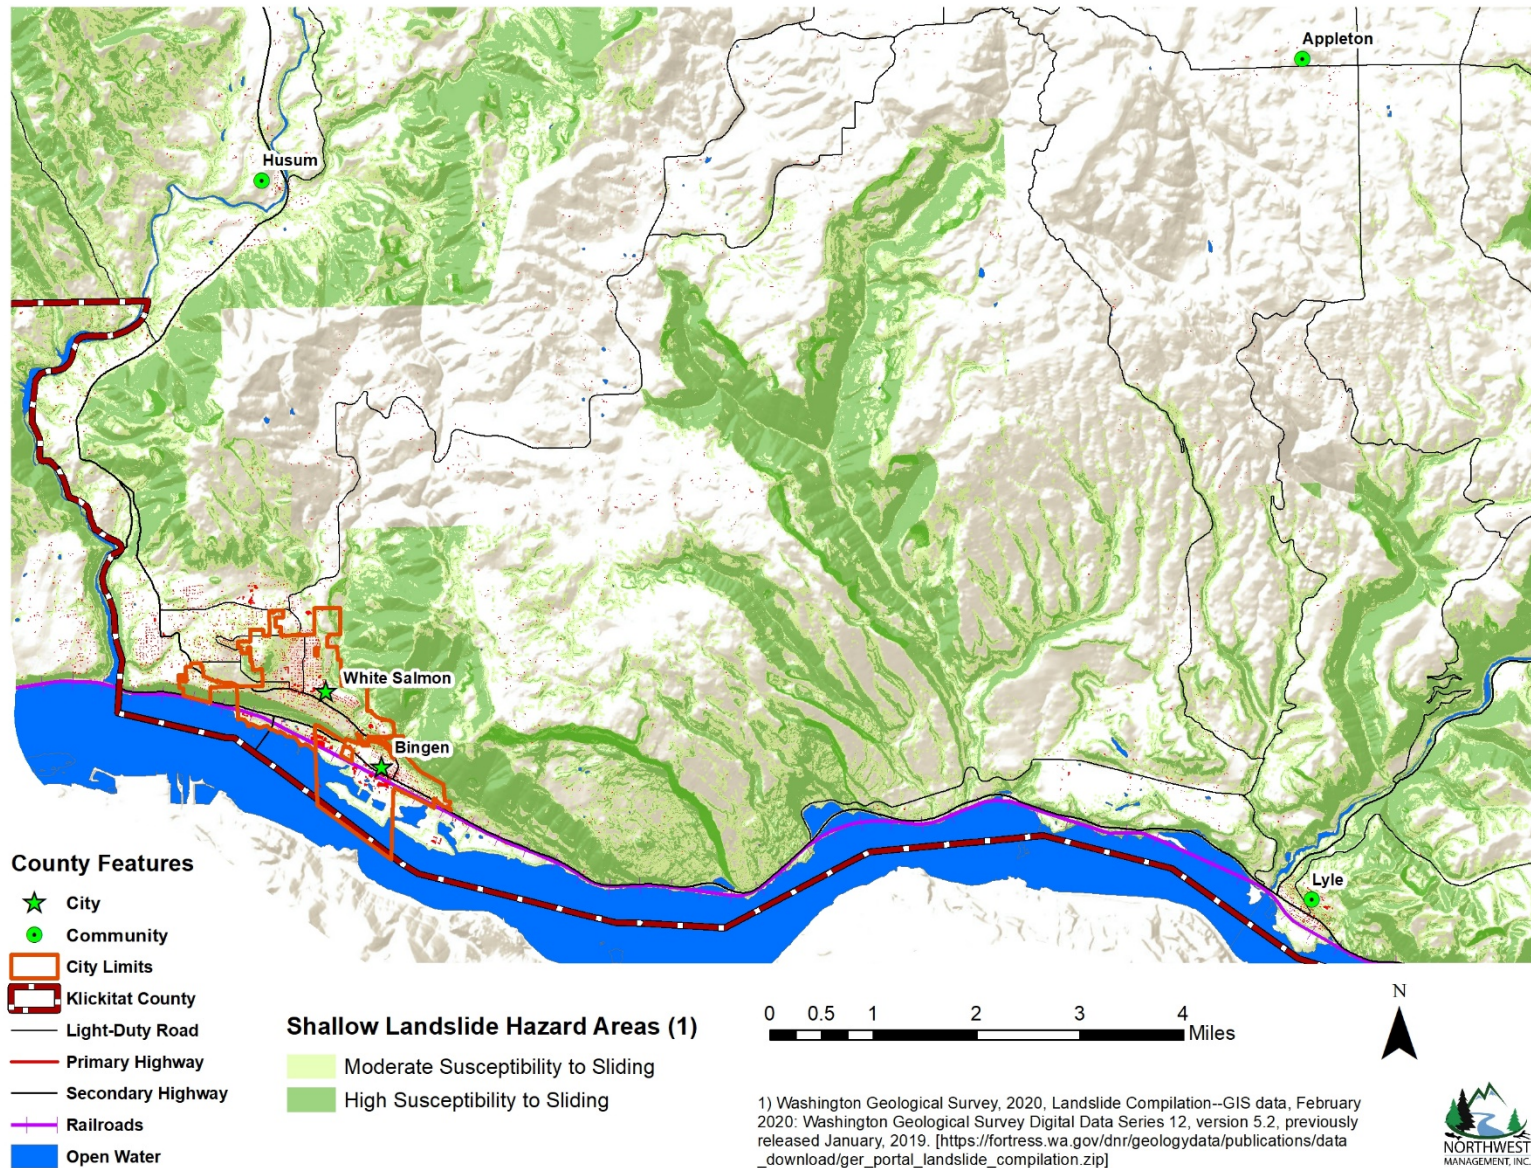 Appleton
Husum
White Salmon
Bingen
Lyle
County Features
City
Community
City Limits
Klickitat County
Light-Duty Road
Primary Highway
Secondary Highway
Railroads
Open Water
Shallow Landslide Hazard Areas (1)
Moderate Susceptibility to Sliding
High Susceptibility to Sliding
0 0.5 1 2 3 4
Miles
N
1) Washington Geological Survey, 2020, Landslide Compilation--GIS data, February
2020: Washington Geological Survey Digital Data Series 12, version 5.2, previously
released January, 2019. [https://fortress.wa.gov/dnr/geologydata/publications/data
_download/ger_portal_landslide_compilation.zip]
NORTHWEST
MANAGEMENT, INC.